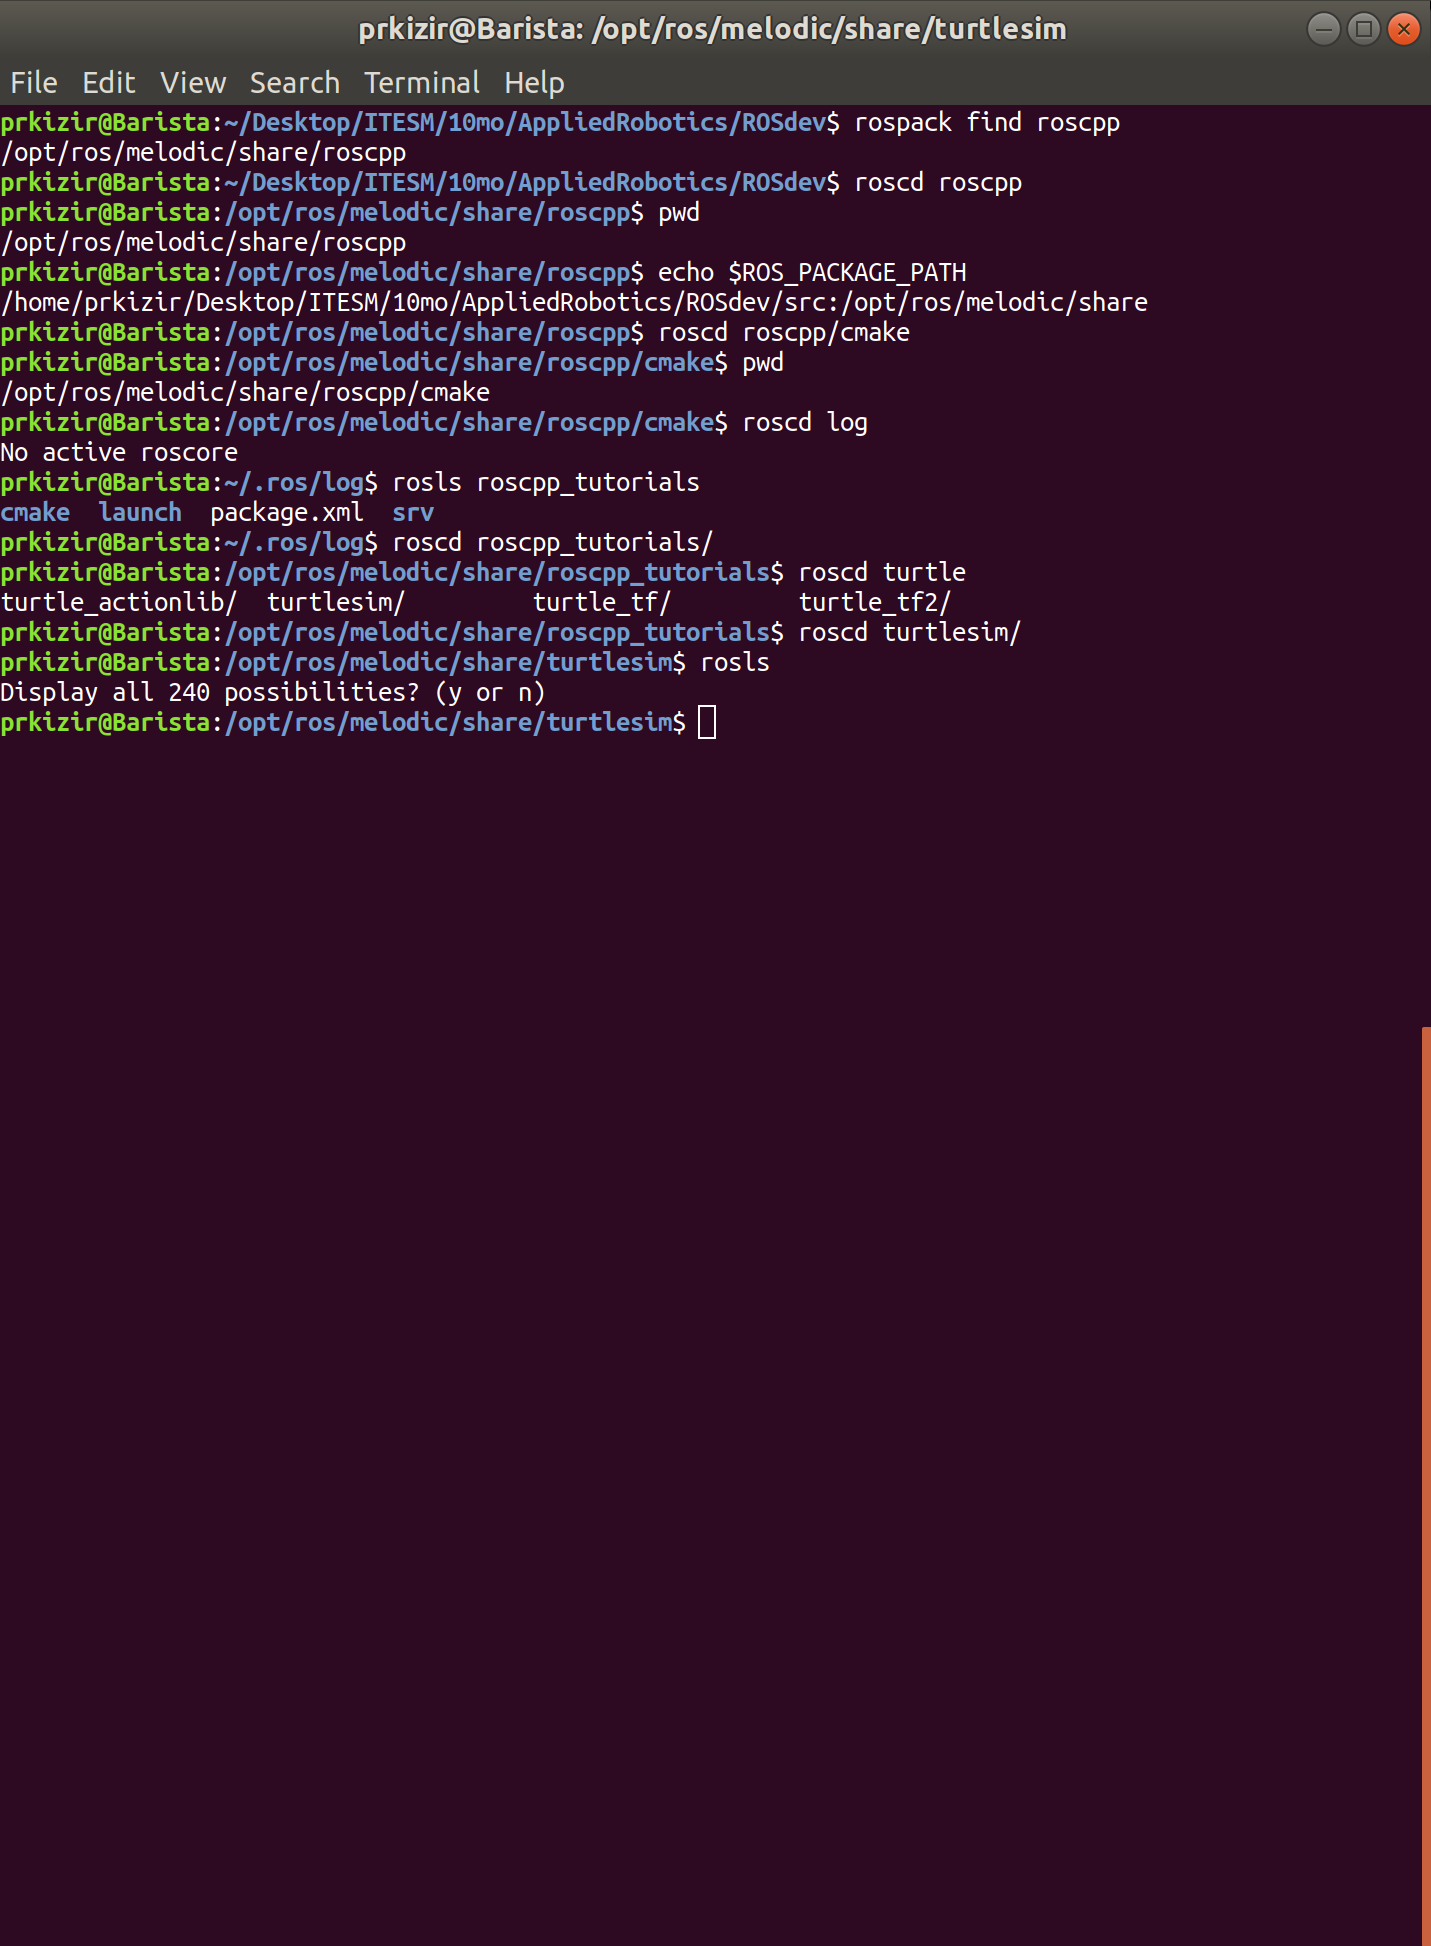 prkizir@Barista: /opt/ros/melodic/share/turtlesim
File Edit View Search Terminal Help
prkizir@Barista:~/Desktop/ITESM/10mo/AppliedRobotics/ROSdev$ rospack find roscpp
/opt/ros/melodic/share/roscpp
prkizir@Barista:~/Desktop/ITESM/10mo/AppliedRobotics/ROSdev$ roscd roscpp
prkizir@Barista:/opt/ros/melodic/share/roscpp$ pwd
/opt/ros/melodic/share/roscpp
prkizir@Barista:/opt/ros/melodic/share/roscpp$ echo $ROS_PACKAGE_PATH
/home/prkizir/Desktop/ITESM/10mo/AppliedRobotics/ROSdev/src:/opt/ros/melodic/share
prkizir@Barista:/opt/ros/melodic/share/roscpp$ roscd roscpp/cmake
prkizir@Barista:/opt/ros/melodic/share/roscpp/cmake$ pwd
/opt/ros/melodic/share/roscpp/cmake
prkizir@Barista:/opt/ros/melodic/share/roscpp/cmake$ roscd log
No active roscore
prkizir@Barista:~/.ros/log$ rosls roscpp_tutorials
cmake  launch  package.xml  srv
prkizir@Barista:~/.ros/log$ roscd roscpp_tutorials/
prkizir@Barista:/opt/ros/melodic/share/roscpp_tutorials$ roscd turtle
turtle_actionlib/  turtlesim/         turtle_tf/         turtle_tf2/
prkizir@Barista:/opt/ros/melodic/share/roscpp_tutorials$ roscd turtlesim/
prkizir@Barista:/opt/ros/melodic/share/turtlesim$ rosls
Display all 240 possibilities? (y or n)
prkizir@Barista:/opt/ros/melodic/share/turtlesim$